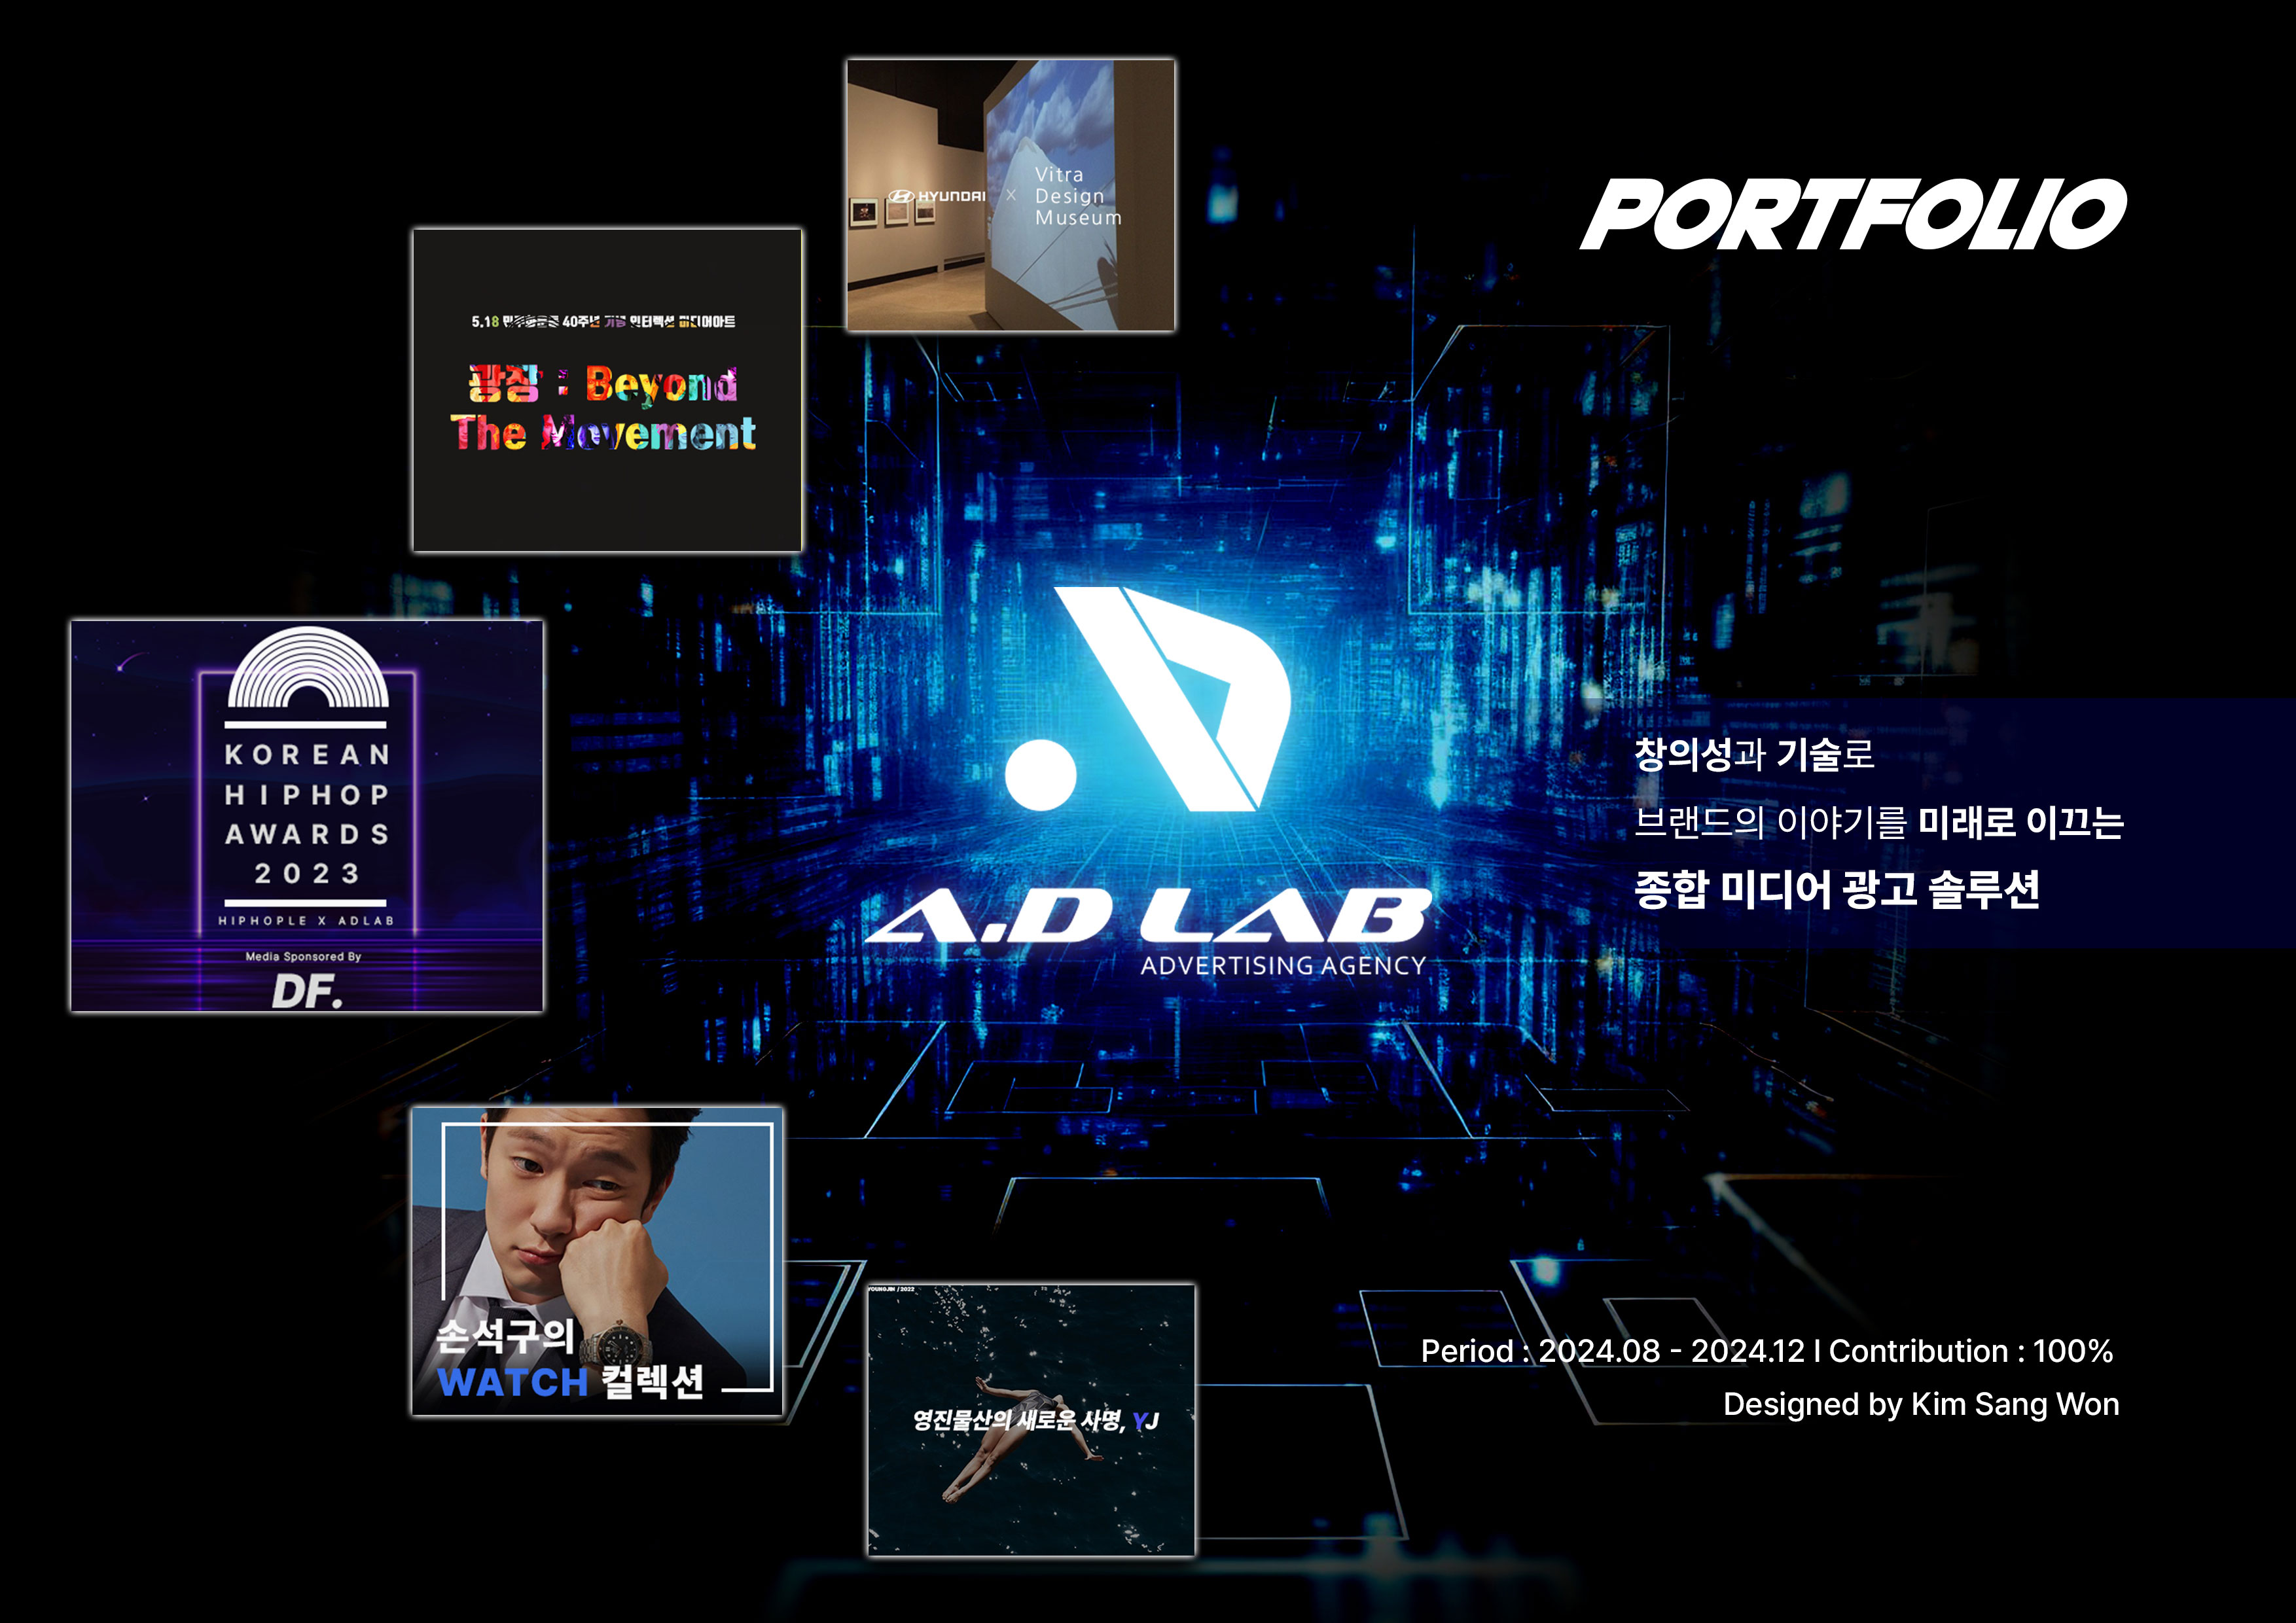 PORTFOLIO
HYUNDAI X Vitra
Design
Museum
5.18 민주화운동 40주년 기념 인터렉션 미디어아트
광장 : Beyond
The Movement
KOREAN
HIPHOP
AWARDS
2023
HIPHOPLE X ADLAB
Media Sponsored By
DF.
A.D LAB
ADVERTISING AGENCY
창의성과 기술로
브랜드의 이야기를 미래로 이끄는
종합 미디어 광고 솔루션
손석구의
WATCH 컬렉션
YOUNGJIN / 2022
영진물산의 새로운 사명, YJ
Period : 2024.08 - 2024.12 I Contribution : 100%
Designed by Kim Sang Won